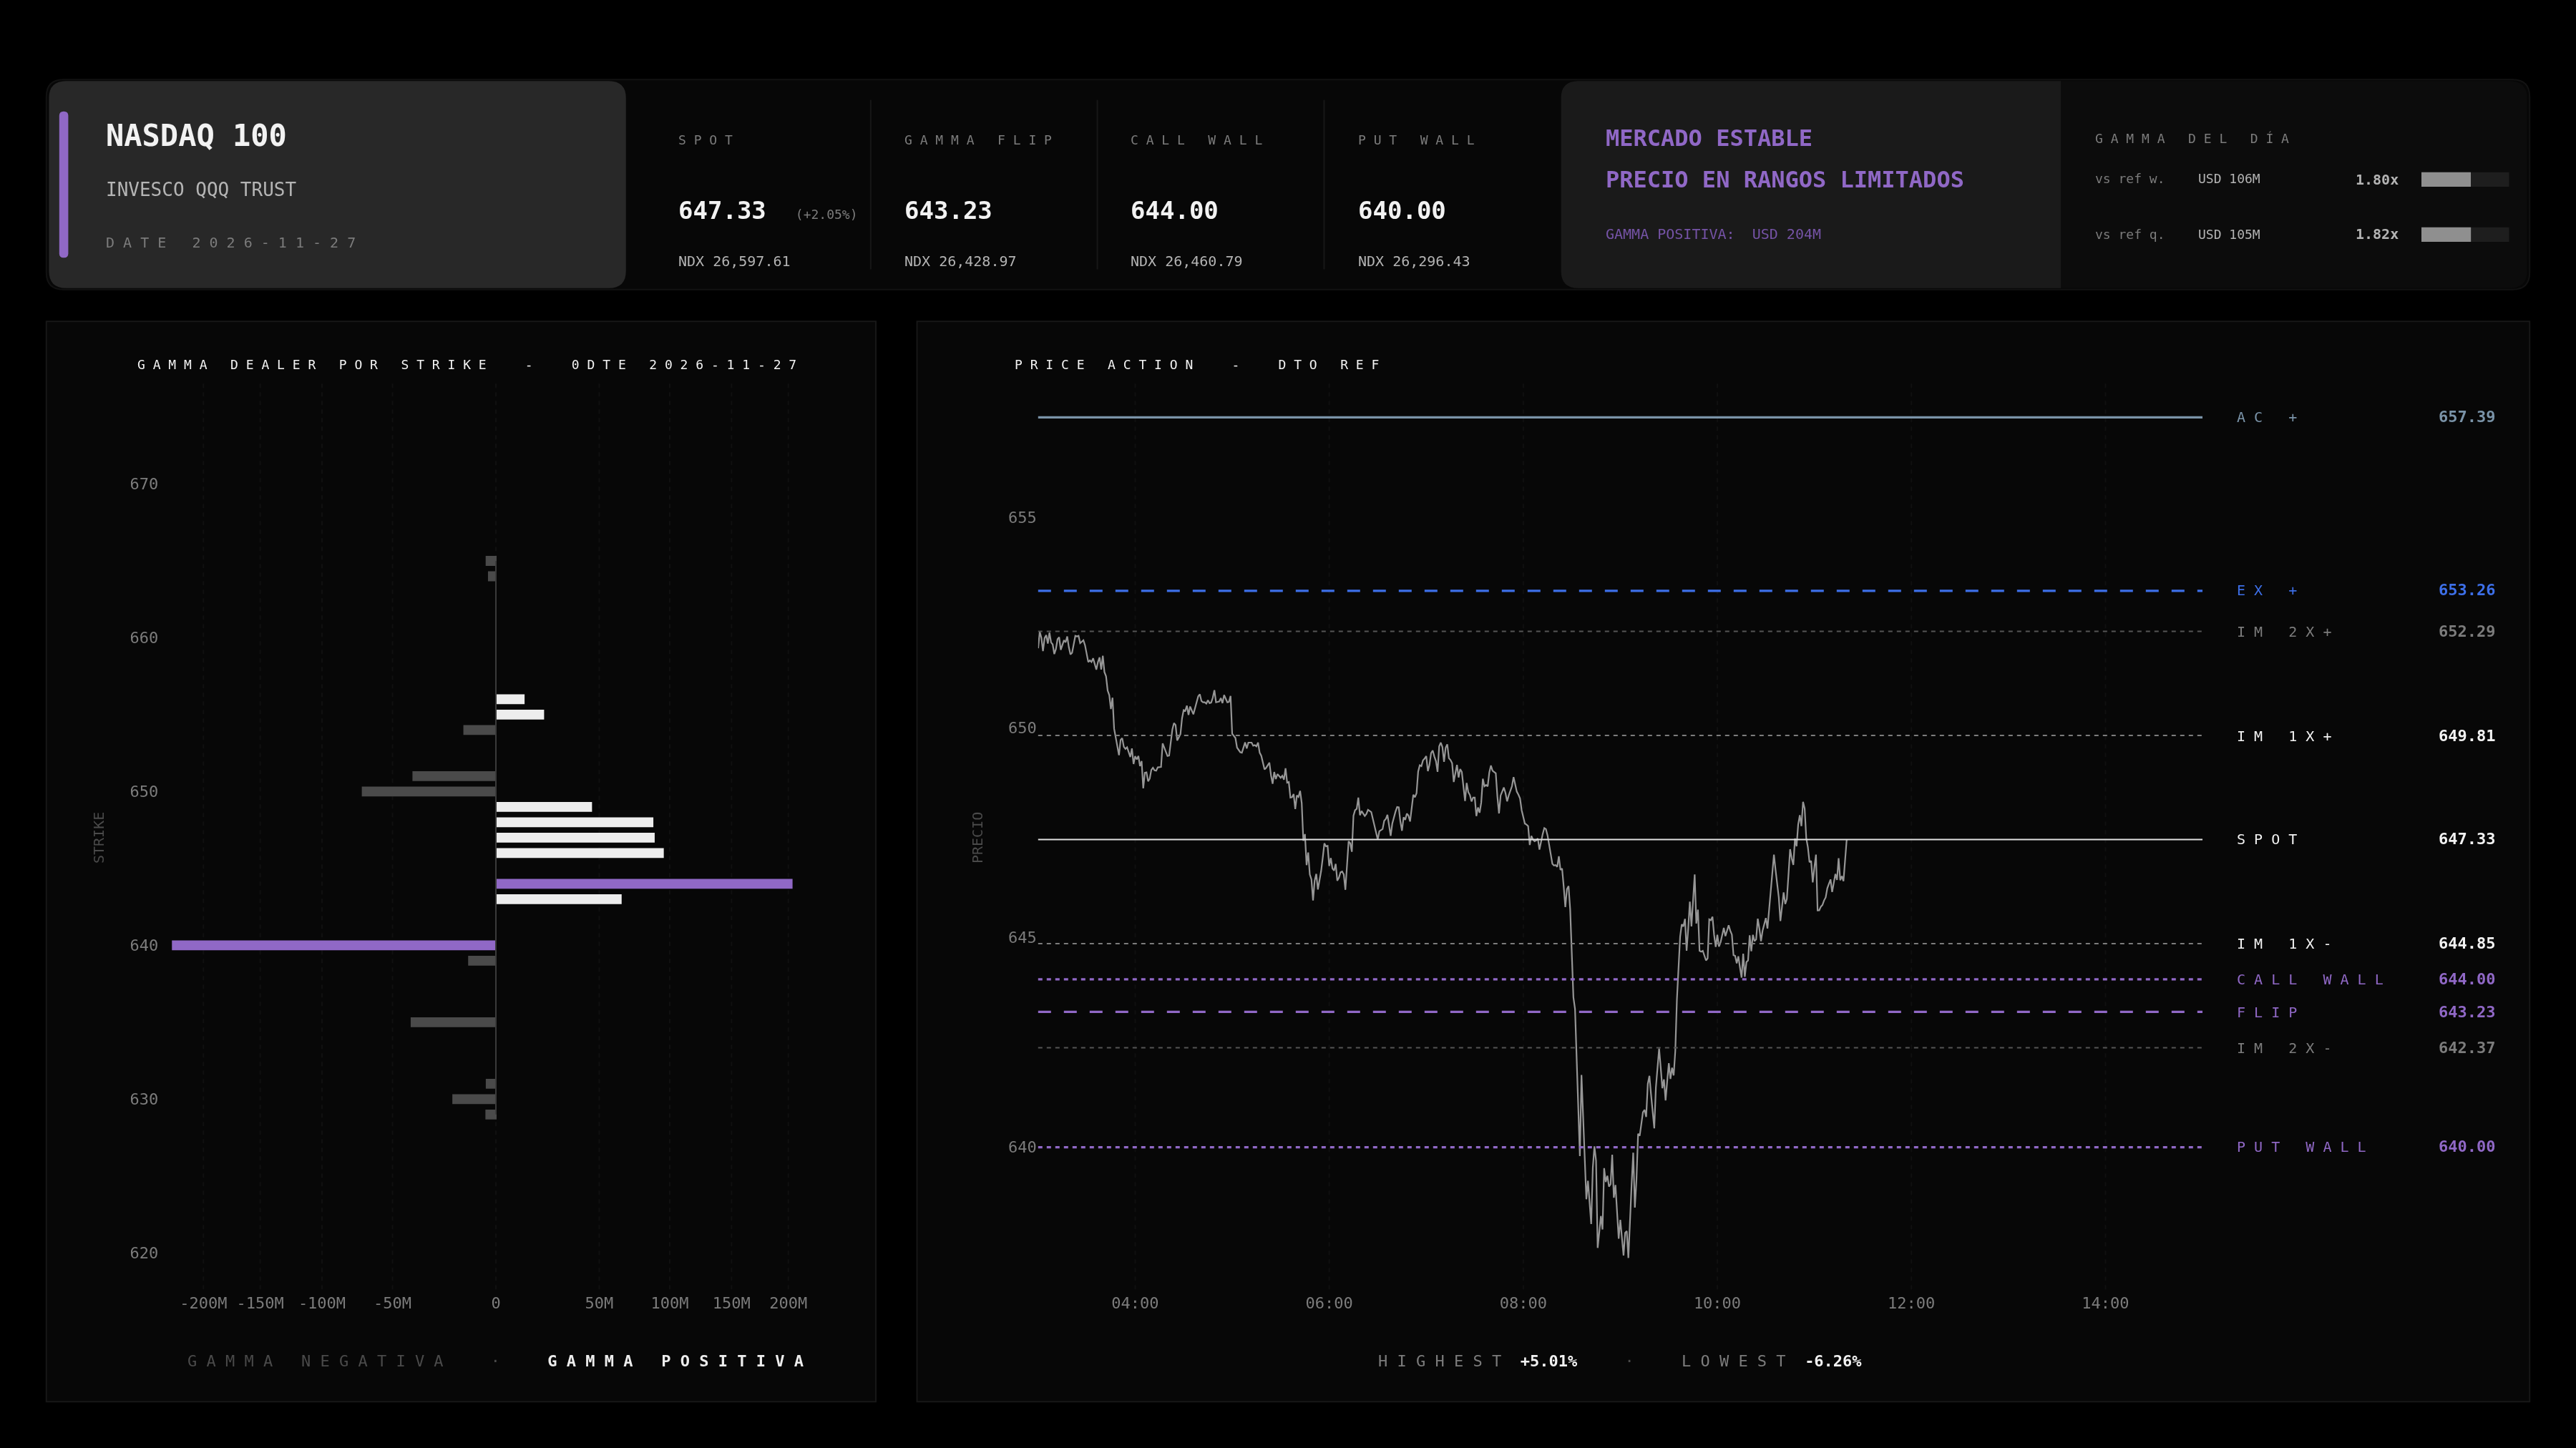 NASDAQ 100
INVESCO QQQ TRUST
DATE 2026-11-27
SPOT
647.33 (+2.05%)
NDX 26,597.61
GAMMA FLIP
643.23
NDX 26,428.97
CALL WALL
644.00
NDX 26,460.79
PUT WALL
640.00
NDX 26,296.43
MERCADO ESTABLE
PRECIO EN RANGOS LIMITADOS
GAMMA POSITIVA: USD 204M
GAMMA DEL DÍA
vs ref w. USD 106M 1.80x
vs ref q. USD 105M 1.82x
GAMMA DEALER POR STRIKE - 0DTE 2026-11-27
STRIKE
670
660
650
640
630
620
-200M -150M -100M -50M 0 50M 100M 150M 200M
GAMMA NEGATIVA · GAMMA POSITIVA
PRICE ACTION - DTO REF
PRECIO
655
650
645
640
AC + 657.39
EX + 653.26
IM 2X+ 652.29
IM 1X+ 649.81
SPOT 647.33
IM 1X- 644.85
CALL WALL 644.00
FLIP 643.23
IM 2X- 642.37
PUT WALL 640.00
04:00 06:00 08:00 10:00 12:00 14:00
HIGHEST +5.01% · LOWEST -6.26%